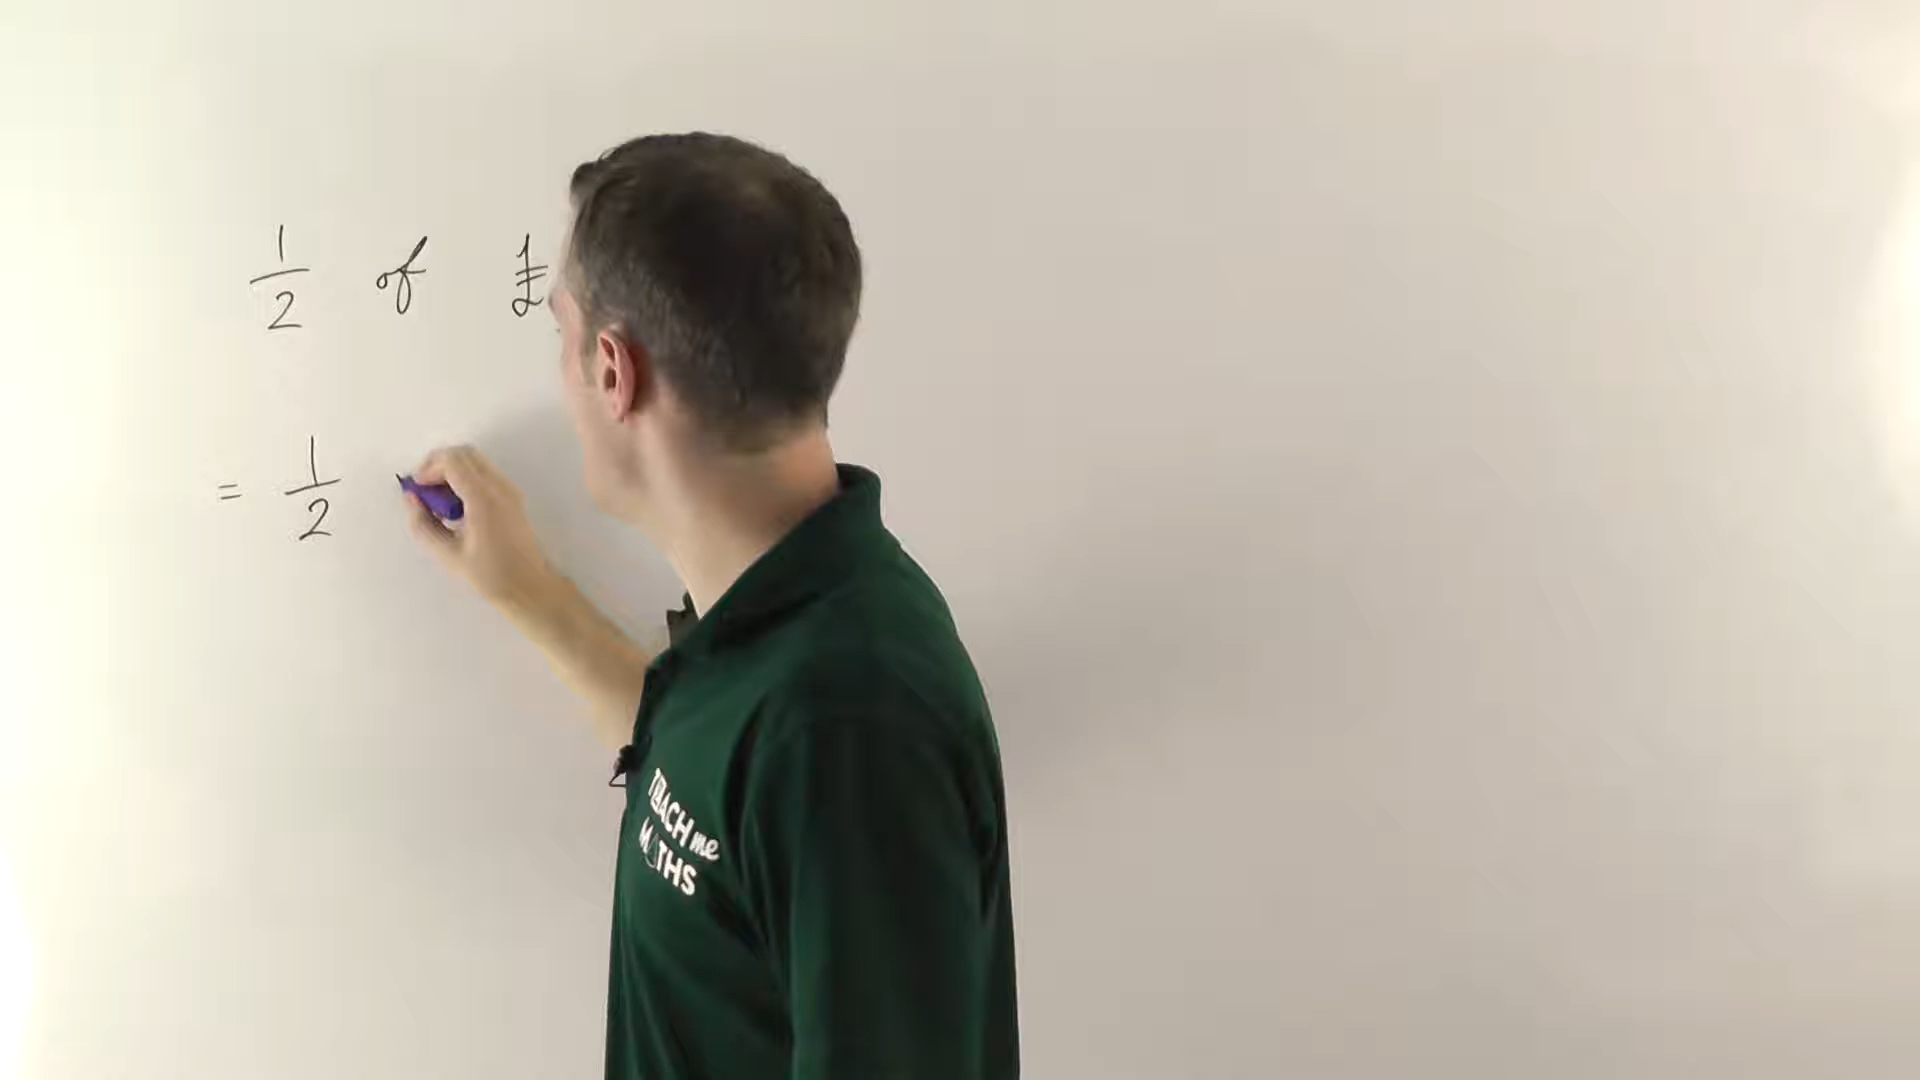 1/2 of £
= 1/2
TEACH me
MATHS